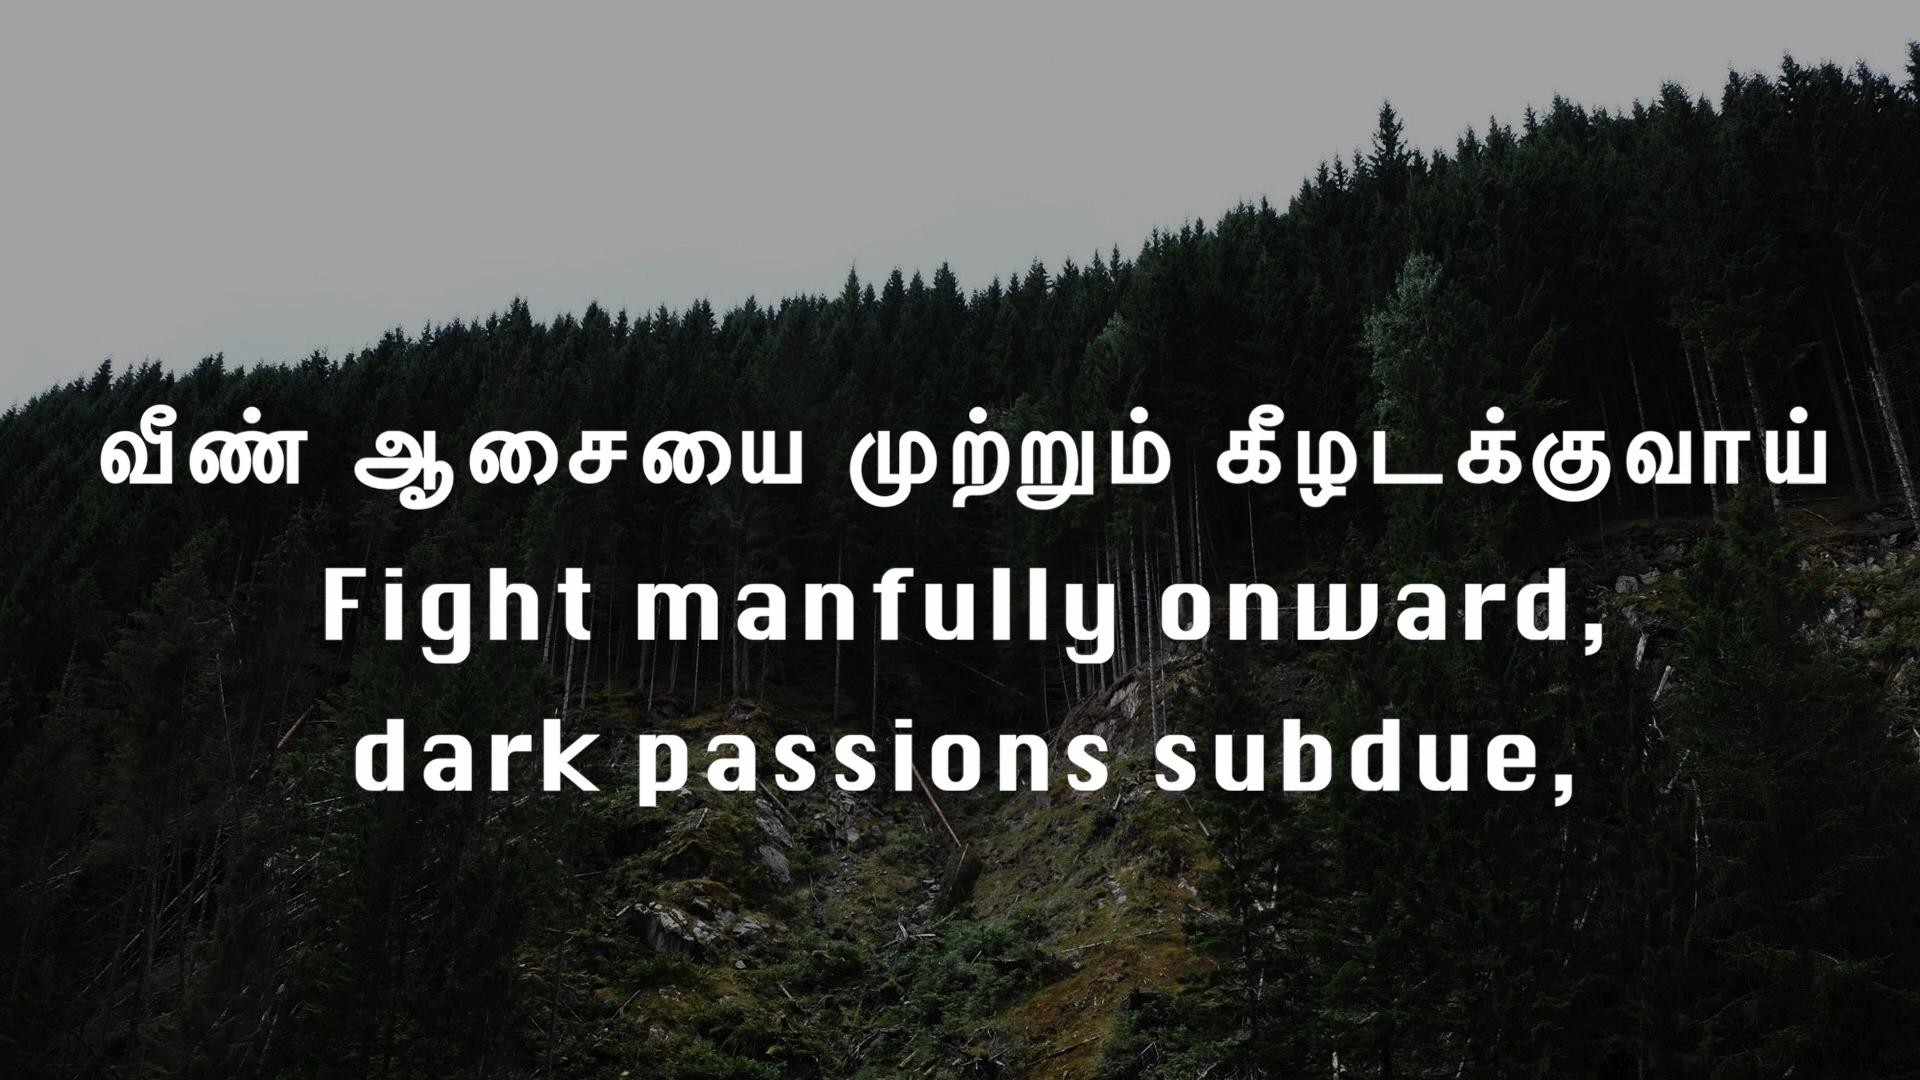 வீண் ஆசையை முற்றும் கீழடக்குவாய்
Fight manfully onward,
dark passions subdue,